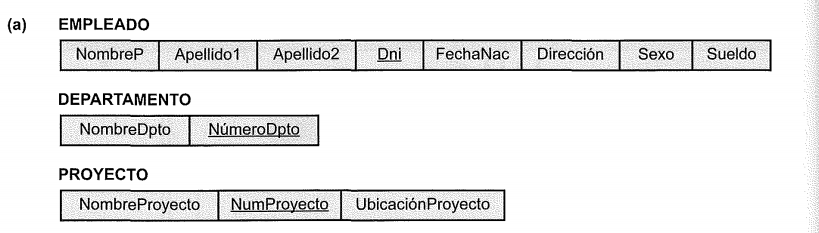 (a) EMPLEADO
NombreP Apellido1 Apellido2 Dni FechaNac Dirección Sexo Sueldo
DEPARTAMENTO
NombreDpto NúmeroDpto
PROYECTO
NombreProyecto NumProyecto UbicaciónProyecto